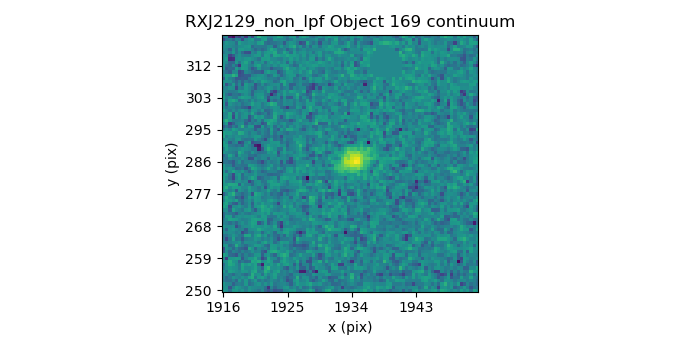 RXJ2129_non_lpf Object 169 continuum
312
303
295
286
277
268
259
250
y (pix)
1916 1925 1934 1943
x (pix)